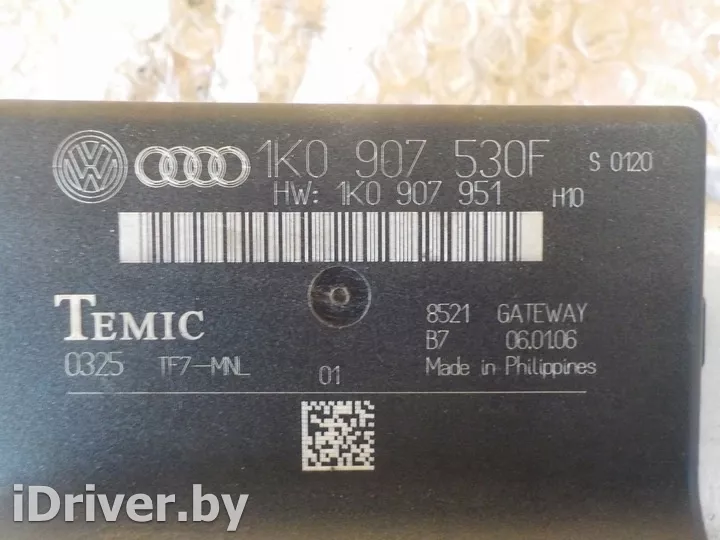 1K0 907 530F S 0120
HW: 1K0 907 951 H10
TEMIC
8521 GATEWAY
B7 06.01.06
0325 TF7-MNL
01
Made in Philippines
iDriver.by